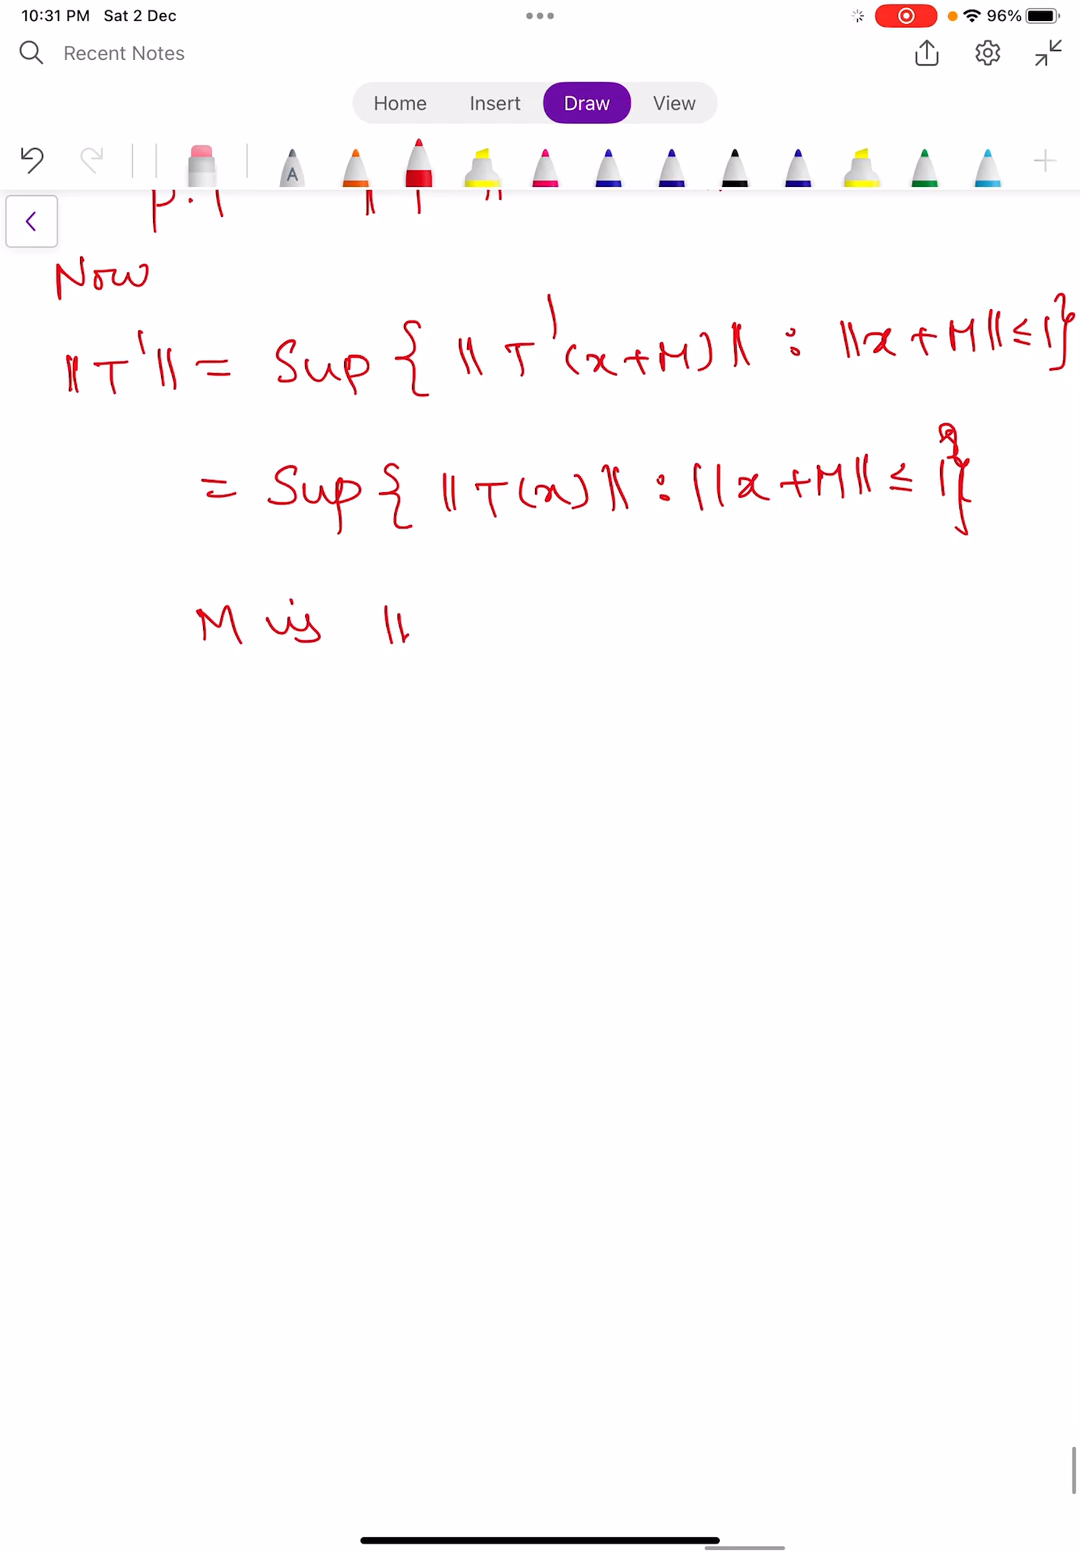 10:31 PM Sat 2 Dec 96%
Recent Notes
Home Insert Draw View
A
Now
‖T'‖ = Sup { ‖T'(x+M)‖ : ‖x+M‖ ≤ 1}
= Sup { ‖T(x)‖ : ‖x+M‖ ≤ 1}
M is